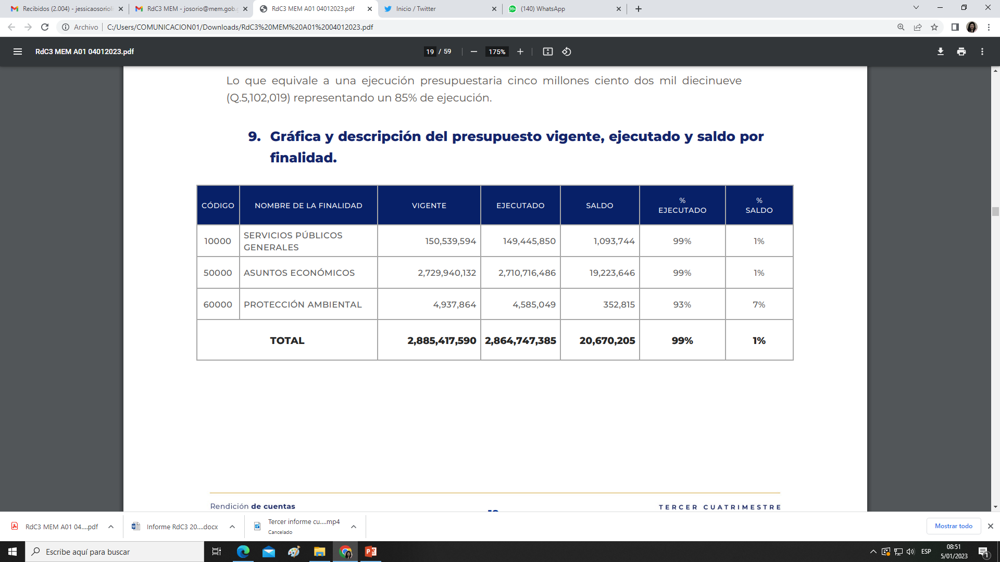 Recibidos (2.004) - jessicaosorioli
RdC3 MEM - josorio@mem.gob.g
RdC3 MEM A01 04012023.pdf
Inicio / Twitter
99+
(140) WhatsApp
Archivo
C:/Users/COMUNICACION01/Downloads/RdC3%20MEM%20A01%2004012023.pdf
RdC3 MEM A01 04012023.pdf
19 / 59
175%
Lo que equivale a una ejecución presupuestaria cinco millones ciento dos mil diecinueve
(Q.5,102,019) representando un 85% de ejecución.
9. Gráfica y descripción del presupuesto vigente, ejecutado y saldo por
finalidad.
CÓDIGO NOMBRE DE LA FINALIDAD VIGENTE EJECUTADO SALDO % EJECUTADO % SALDO
10000 SERVICIOS PÚBLICOS GENERALES 150,539,594 149,445,850 1,093,744 99% 1%
50000 ASUNTOS ECONÓMICOS 2,729,940,132 2,710,716,486 19,223,646 99% 1%
60000 PROTECCIÓN AMBIENTAL 4,937,864 4,585,049 352,815 93% 7%
TOTAL 2,885,417,590 2,864,747,385 20,670,205 99% 1%
Rendición de cuentas
TERCER CUATRIMESTRE
RdC3 MEM A01 04....pdf
Informe RdC3 20....docx
Tercer informe cu....mp4
Cancelado
Mostrar todo
Escribe aquí para buscar
ESP
08:51
5/01/2023
1